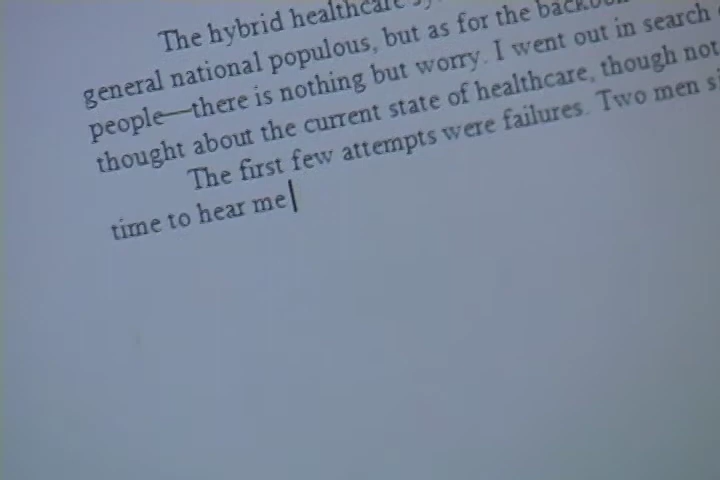 The hybrid healthcare
general national populous, but as for the
people—there is nothing but worry. I went out in search
thought about the current state of healthcare, though not
The first few attempts were failures. Two men
time to hear me